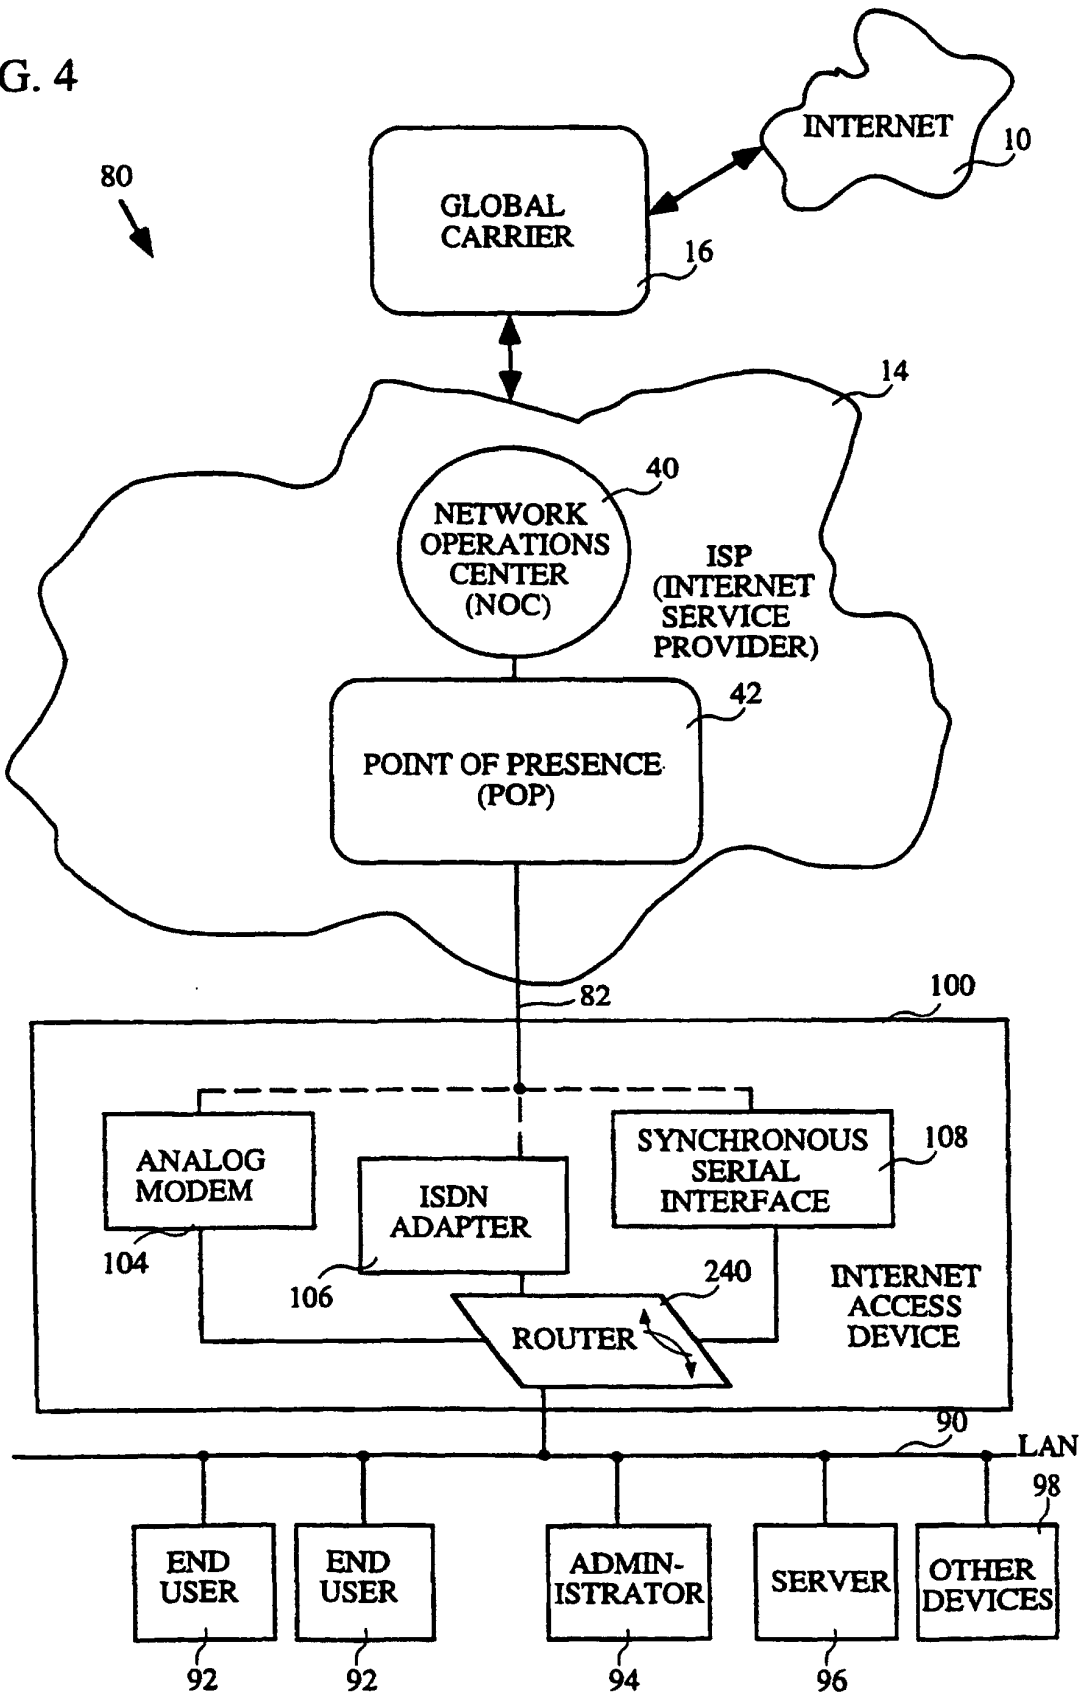 G. 4
INTERNET
10
80
GLOBAL
CARRIER
16
14
40
NETWORK
OPERATIONS
CENTER
(NOC)
ISP
(INTERNET
SERVICE
PROVIDER)
42
POINT OF PRESENCE
(POP)
82
100
ANALOG
MODEM
104
ISDN
ADAPTER
106
SYNCHRONOUS
SERIAL
INTERFACE
108
240
ROUTER
INTERNET
ACCESS
DEVICE
90
LAN
98
END
USER
92
END
USER
92
ADMIN-
ISTRATOR
94
SERVER
96
OTHER
DEVICES